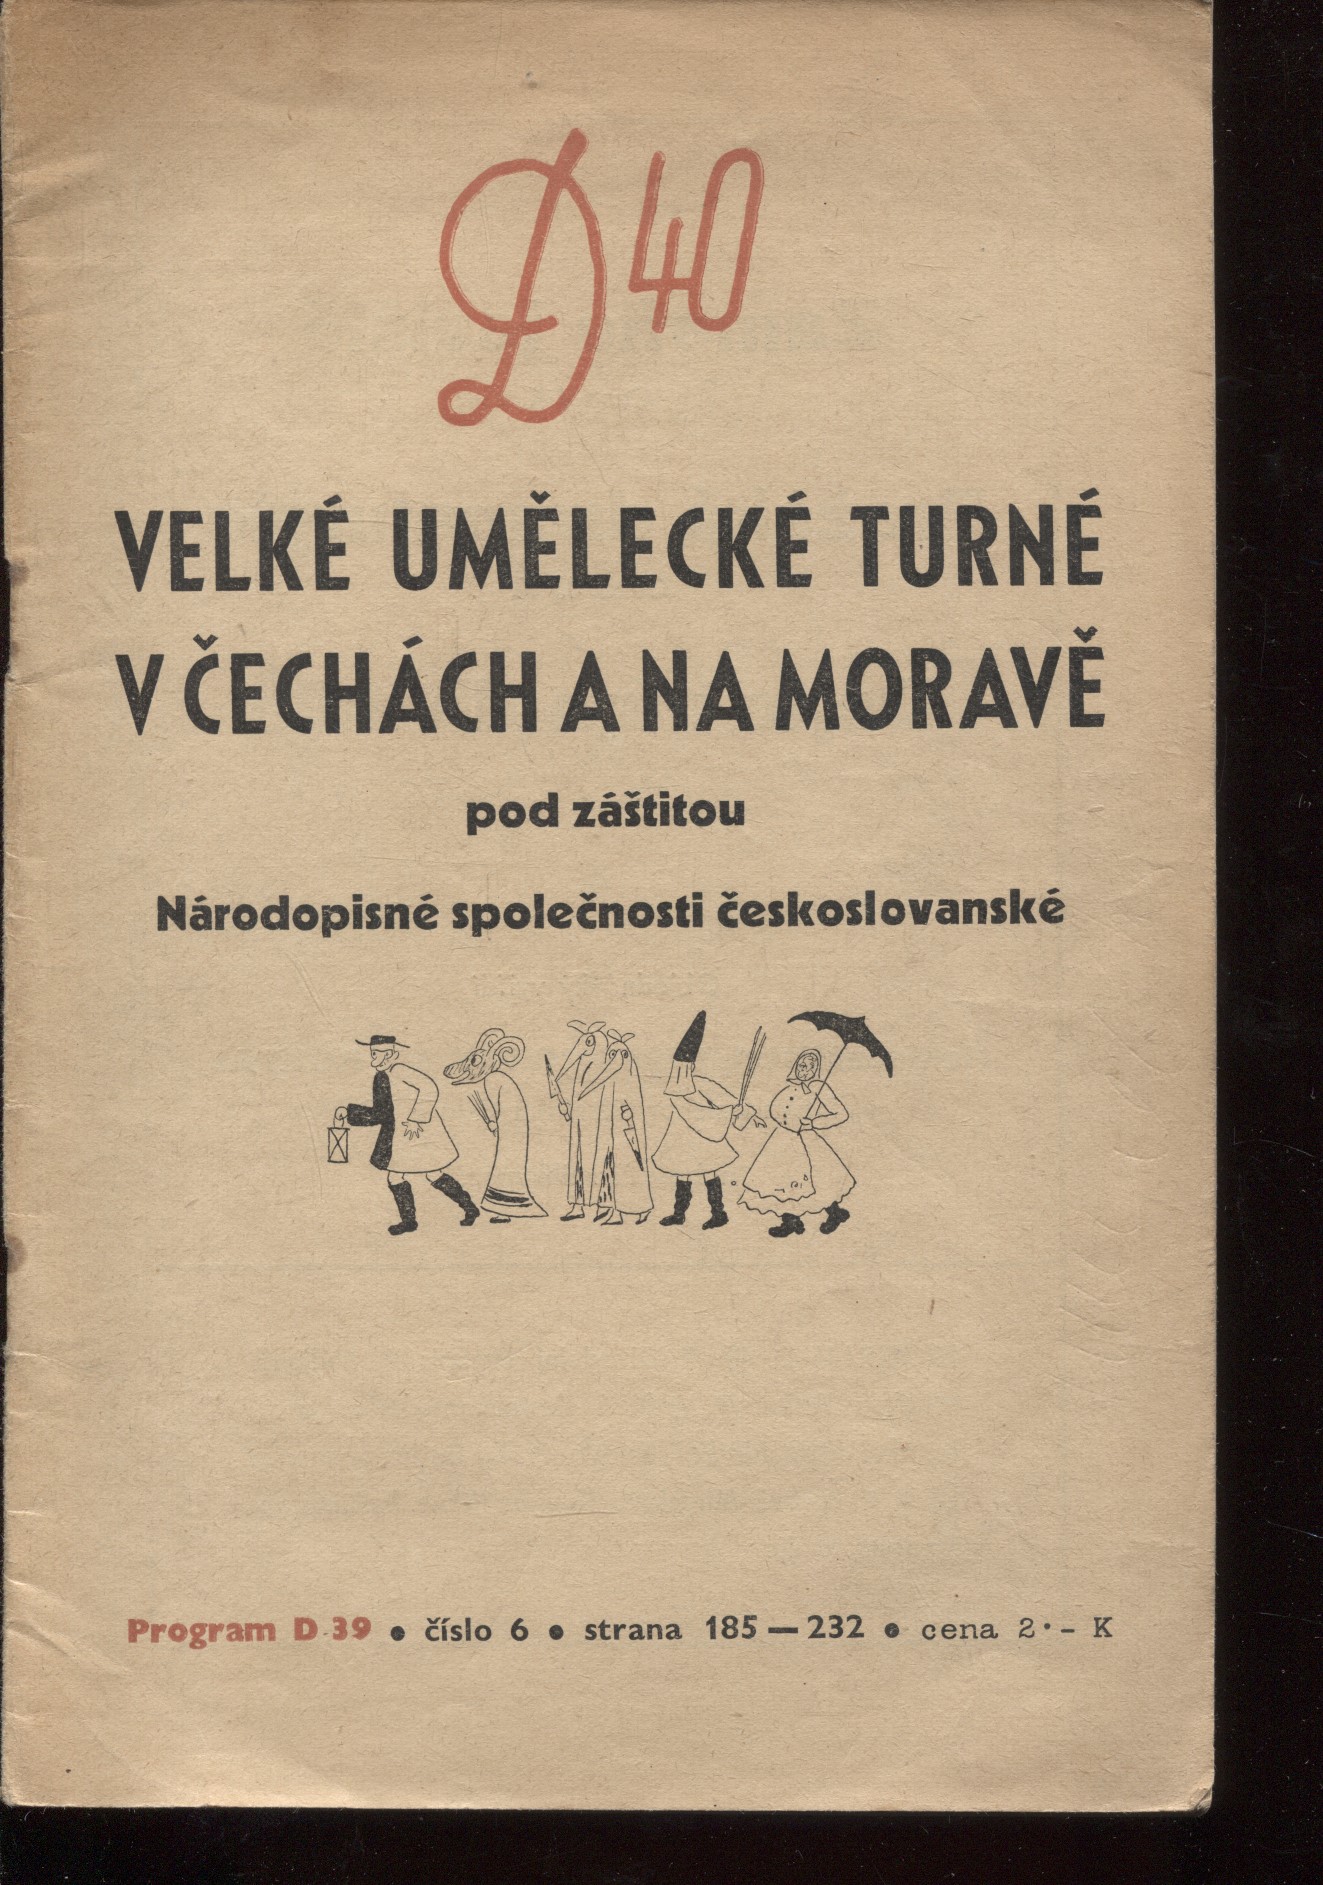 D 40
VELKÉ UMĚLECKÉ TURNÉ
V ČECHÁCH A NA MORAVĚ
pod záštitou
Národopisné společnosti českoslovanské
Program D 39 • číslo 6 • strana 185—232 • cena 2·- K